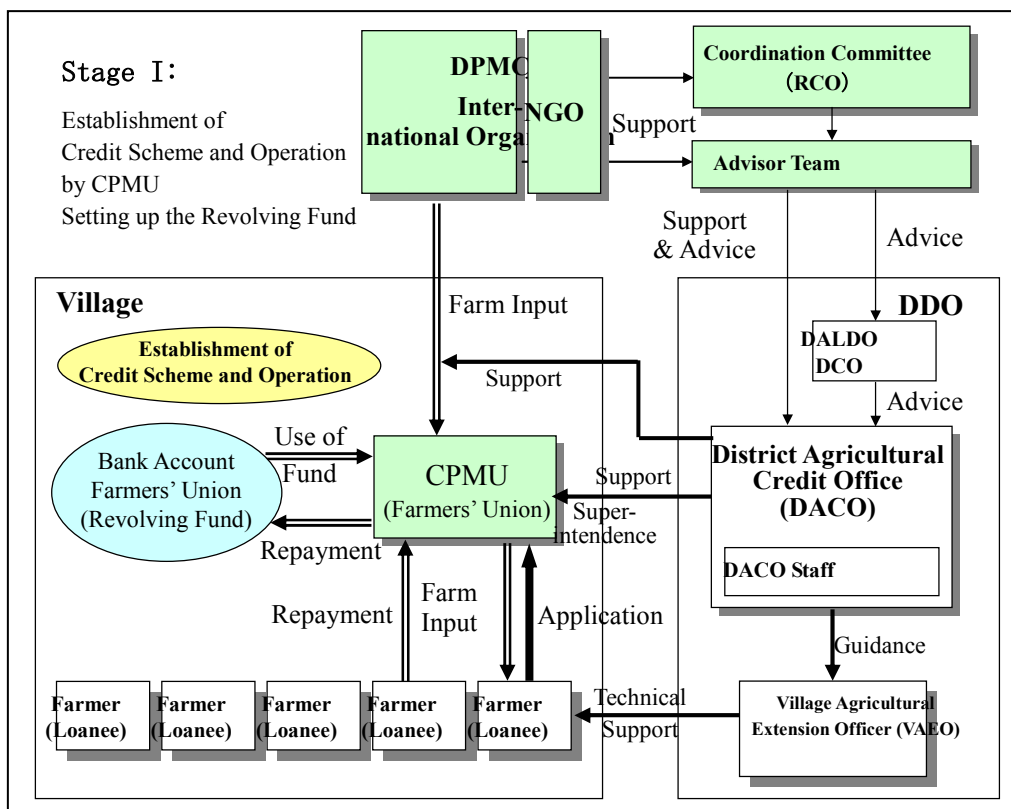 Stage I:
Establishment of
Credit Scheme and Operation
by CPMU
Setting up the Revolving Fund
DPMO
Inter-
national Organ
n
NGO
Support
Coordination Committee
(RCO)
Advisor Team
Support
& Advice
Advice
Village
Establishment of
Credit Scheme and Operation
Farm Input
Support
DDO
DALDO
DCO
Advice
Bank Account
Farmers' Union
(Revolving Fund)
Use of
Fund
Repayment
CPMU
(Farmers' Union)
Support
Super-
intendence
District Agricultural
Credit Office
(DACO)
DACO Staff
Repayment
Farm
Input
Application
Guidance
Farmer
(Loanee)
Farmer
(Loanee)
Farmer
(Loanee)
Farmer
(Loanee)
Farmer
(Loanee)
Technical
Support
Village Agricultural
Extension Officer (VAEO)